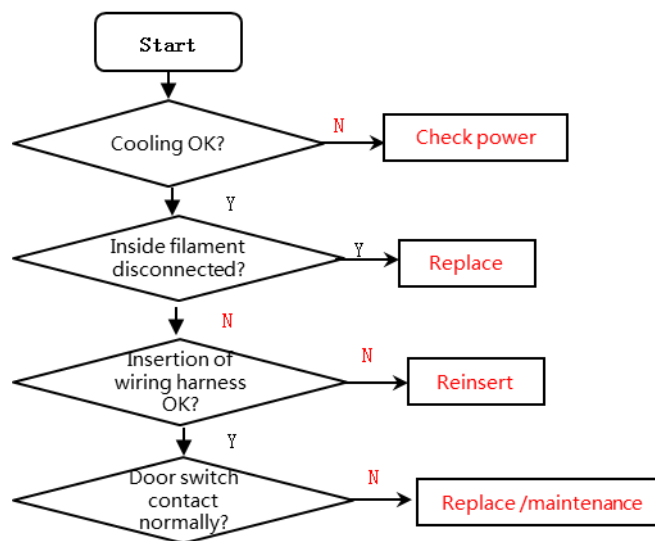 Start
N
Cooling OK?
Check power
Y
Inside filament
disconnected?
Y
Replace
N
Insertion of
wiring harness
OK?
N
Reinsert
Y
Door switch
contact
normally?
N
Replace /maintenance